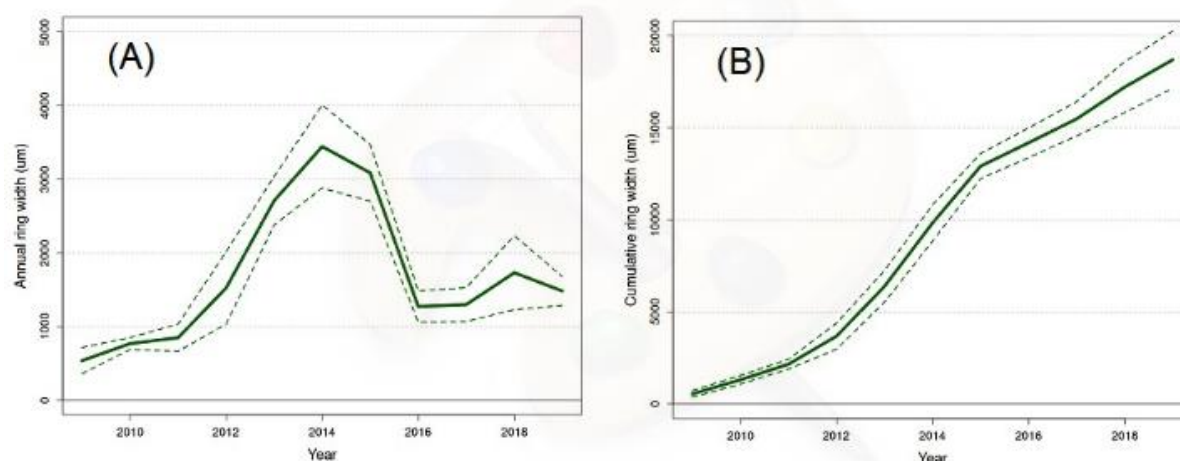 (A)
Annual ring width (um)
5000
4000
3000
2000
1000
0
2010 2012 2014 2016 2018
Year
(B)
Cumulative ring width (um)
20000
15000
10000
5000
0
2010 2012 2014 2016 2018
Year